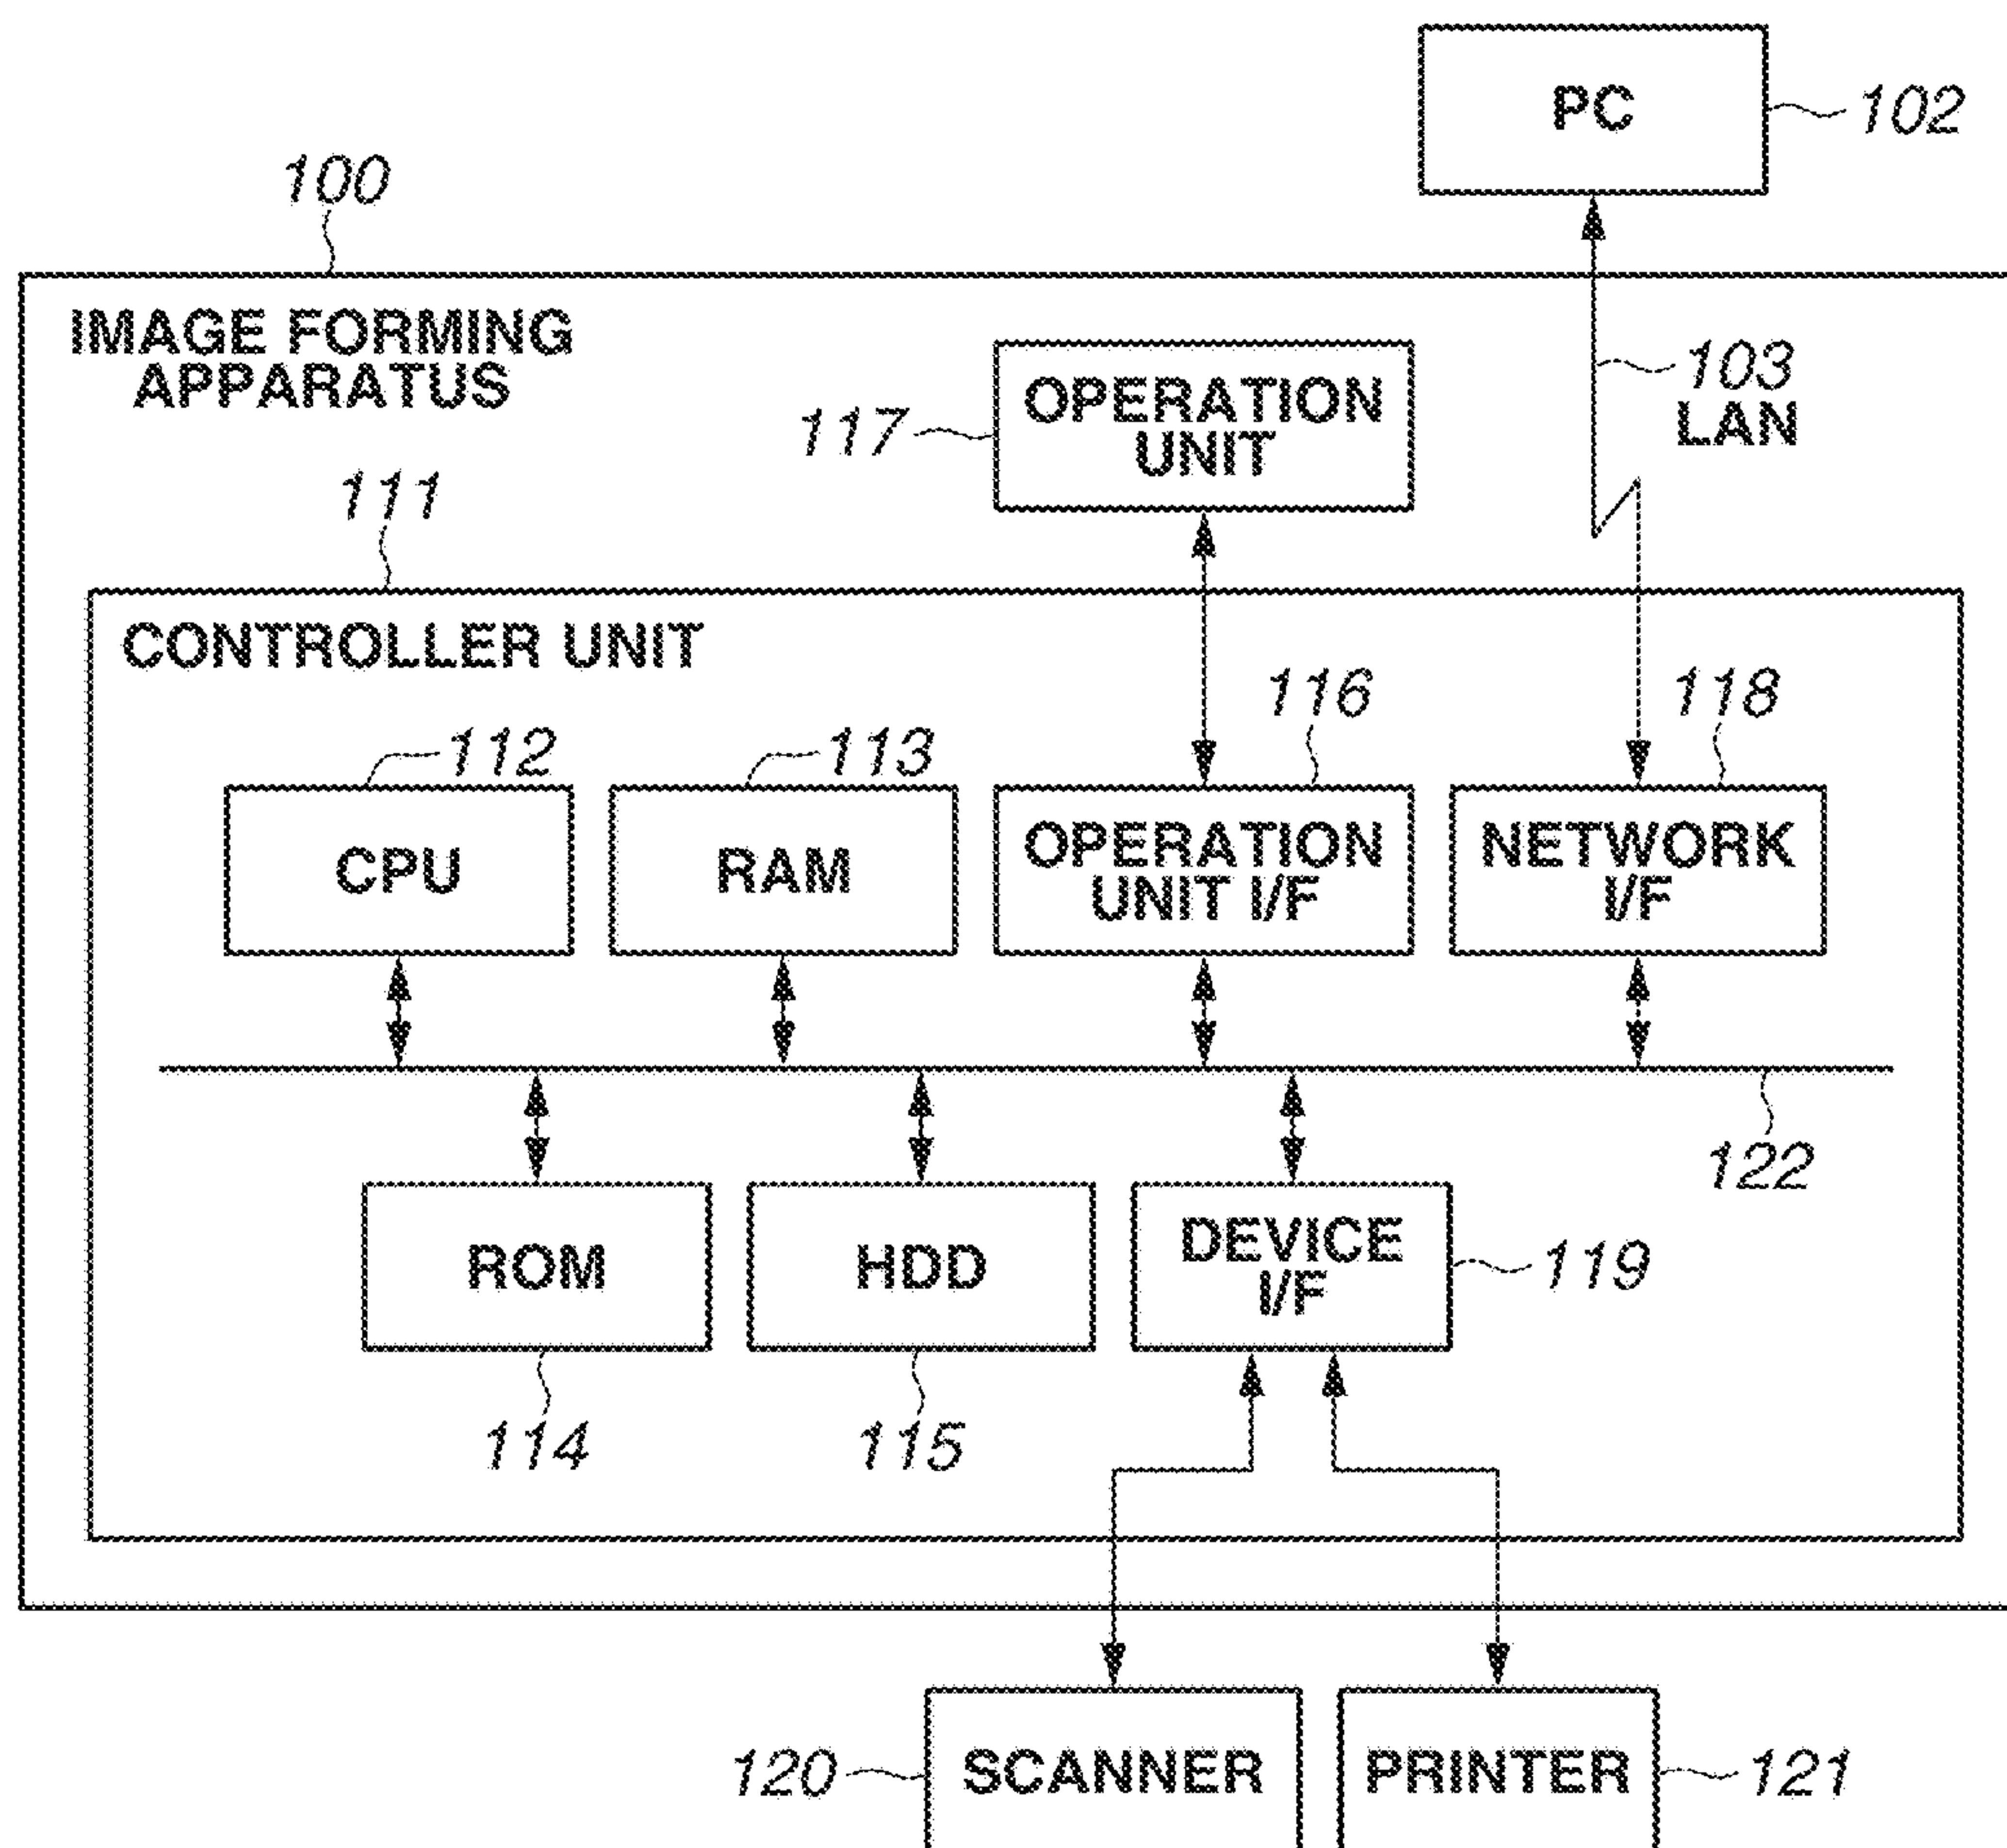 PC
102
100
IMAGE FORMING
APPARATUS
103
LAN
117
OPERATION
UNIT
111
CONTROLLER UNIT
116
118
112
113
CPU
RAM
OPERATION
UNIT I/F
NETWORK
I/F
122
ROM
HDD
DEVICE
I/F
119
114
115
120
SCANNER
PRINTER
121